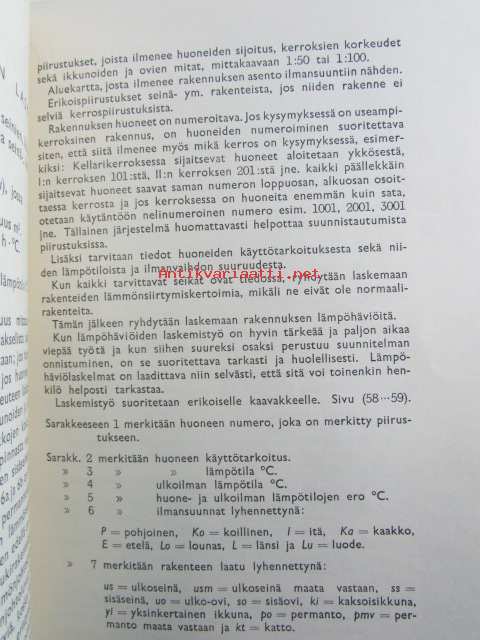 piirustukset, joista ilmenee huoneiden sijoitus, kerroksien korkeudet
sekä ikkunoiden ja ovien mitat, mittakaavaan 1:50 tai 1:100.
Aluekartta, josta ilmenee rakennuksen asento ilmansuuntiin nähden.
Erikoispiirustukset seinä- ym. rakenteista, jos niiden rakenne ei
selviä kerrospiirustuksista.
Rakennuksen huoneet on numeroitava. Jos kysymyksessä on useampi-
kerroksinen rakennus, on huoneiden numeroiminen suoritettava
siten, että siitä ilmenee myös mikä kerros on kysymyksessä, esimer-
kiksi: Kellarikerroksessa sijaitsevat huoneet aloitetaan ykkösestä,
I:n kerroksen 101:stä, II:n kerroksen 201:stä jne. kaikki päällekkäin
sijaitsevat huoneet saavat saman numeron loppuosan, alkuosan osoit-
taessa kerrosta ja jos kerroksessa on huoneita enemmän kuin sata,
otetaan käytäntöön nelinumeroinen numero esim. 1001, 2001, 3001
jne. Tällainen järjestelmä huomattavasti helpottaa suunnistautumista
piirustuksissa.
Lisäksi tarvitaan tiedot huoneiden käyttötarkoituksesta sekä nii-
den lämpötiloista ja ilmanvaihdon suuruudesta.
Antikvariaatti.net
Kun kaikki tarvittavat seikat ovat tiedossa, ryhdytään laskemaan
rakenteiden lämmönsiirtymiskertoimia, mikäli ne eivät ole normaali-
rakenteita.
Tämän jälkeen ryhdytään laskemaan rakennuksen lämpöhäviöitä.
Kun lämpöhäviöiden laskemistyö on hyvin tärkeää ja paljon aikaa
viepää työtä ja kun siihen suureksi osaksi perustuu suunnitelman
onnistuminen, on se suoritettava tarkasti ja huolellisesti. Lämpö-
häviölaskelmat on laadittava niin selvästi, että sitä voi toinenkin hen-
kilö helposti tarkastaa.
Laskemistyö suoritetaan erikoiselle kaavakkeelle. Sivu (58···59).
Sarakkeeseen 1 merkitään huoneen numero, joka on merkitty piirus-
tukseen.
Sarakk. 2 merkitään huoneen käyttötarkoitus.
» 3 » » lämpötila °C.
» 4 » ulkoilman lämpötila °C.
» 5 » huone- ja ulkoilman lämpötilojen ero °C.
» 6 » ilmansuunnat lyhennettynä:
P = pohjoinen, Ko = koillinen, I = itä, Ka = kaakko,
E = etelä, Lo = lounas, L = länsi ja Lu = luode.
» 7 merkitään rakenteen laatu lyhennettynä:
us = ulkoseinä, usm = ulkoseinä maata vastaan, ss =
sisäseinä, uo = ulko-ovi, so = sisäovi, ki = kaksoisikkuna,
yi = yksinkertainen ikkuna, po = permanto, pmv = per-
manto maata vastaan ja kt = katto.